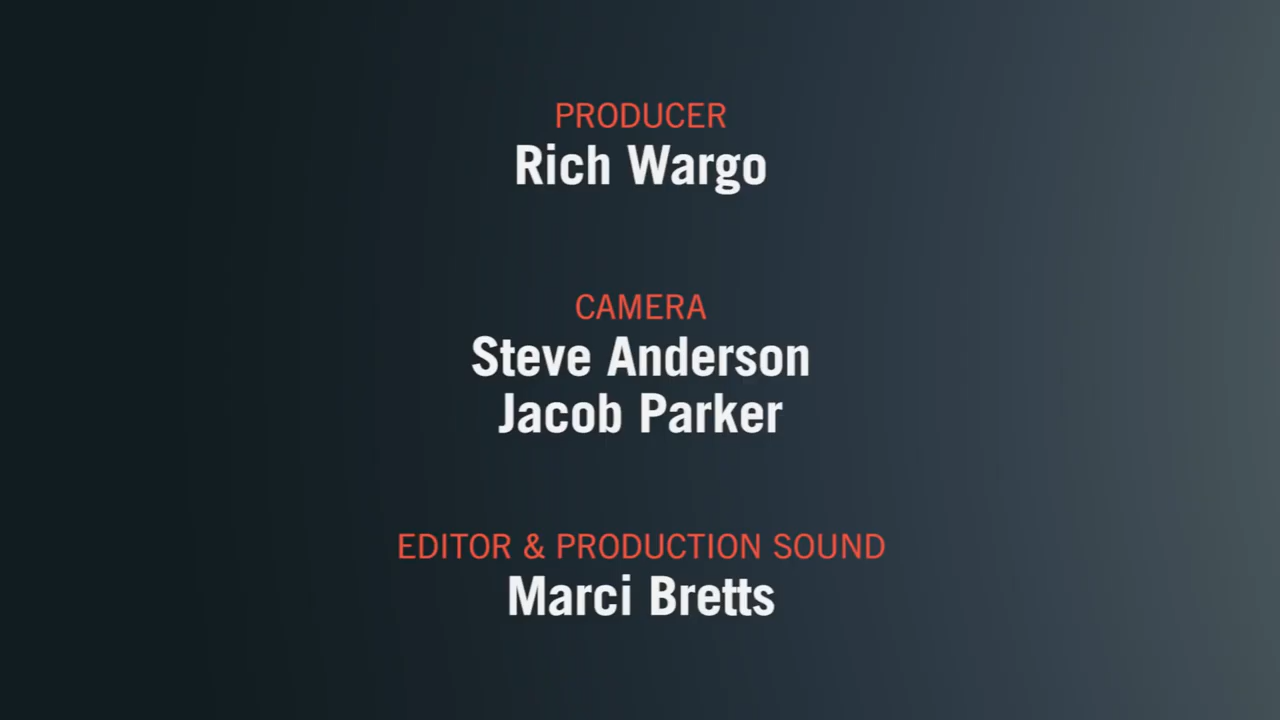 PRODUCER
Rich Wargo
CAMERA
Steve Anderson
Jacob Parker
EDITOR & PRODUCTION SOUND
Marci Bretts